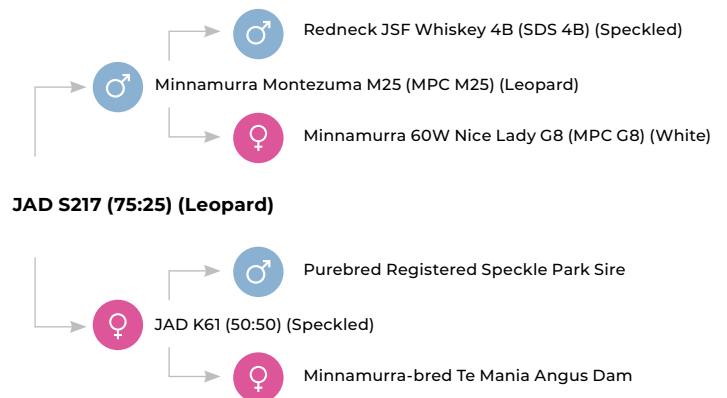 Redneck JSF Whiskey 4B (SDS 4B) (Speckled)
Minnamurra Montezuma M25 (MPC M25) (Leopard)
Minnamurra 60W Nice Lady G8 (MPC G8) (White)
JAD S217 (75:25) (Leopard)
Purebred Registered Speckle Park Sire
JAD K61 (50:50) (Speckled)
Minnamurra-bred Te Mania Angus Dam